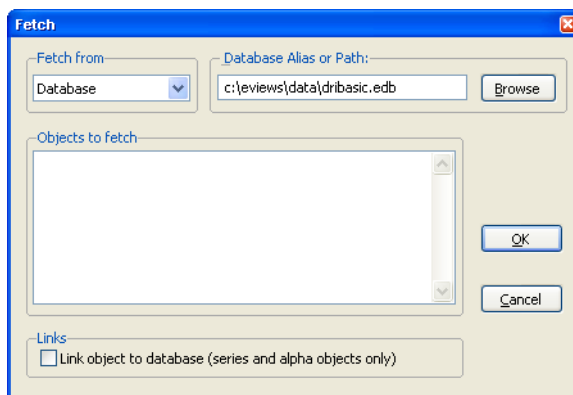 Fetch
Fetch from
Database Alias or Path:
Database
c:\eviews\data\dribasic.edb
Browse
Objects to fetch
OK
Cancel
Links
Link object to database (series and alpha objects only)